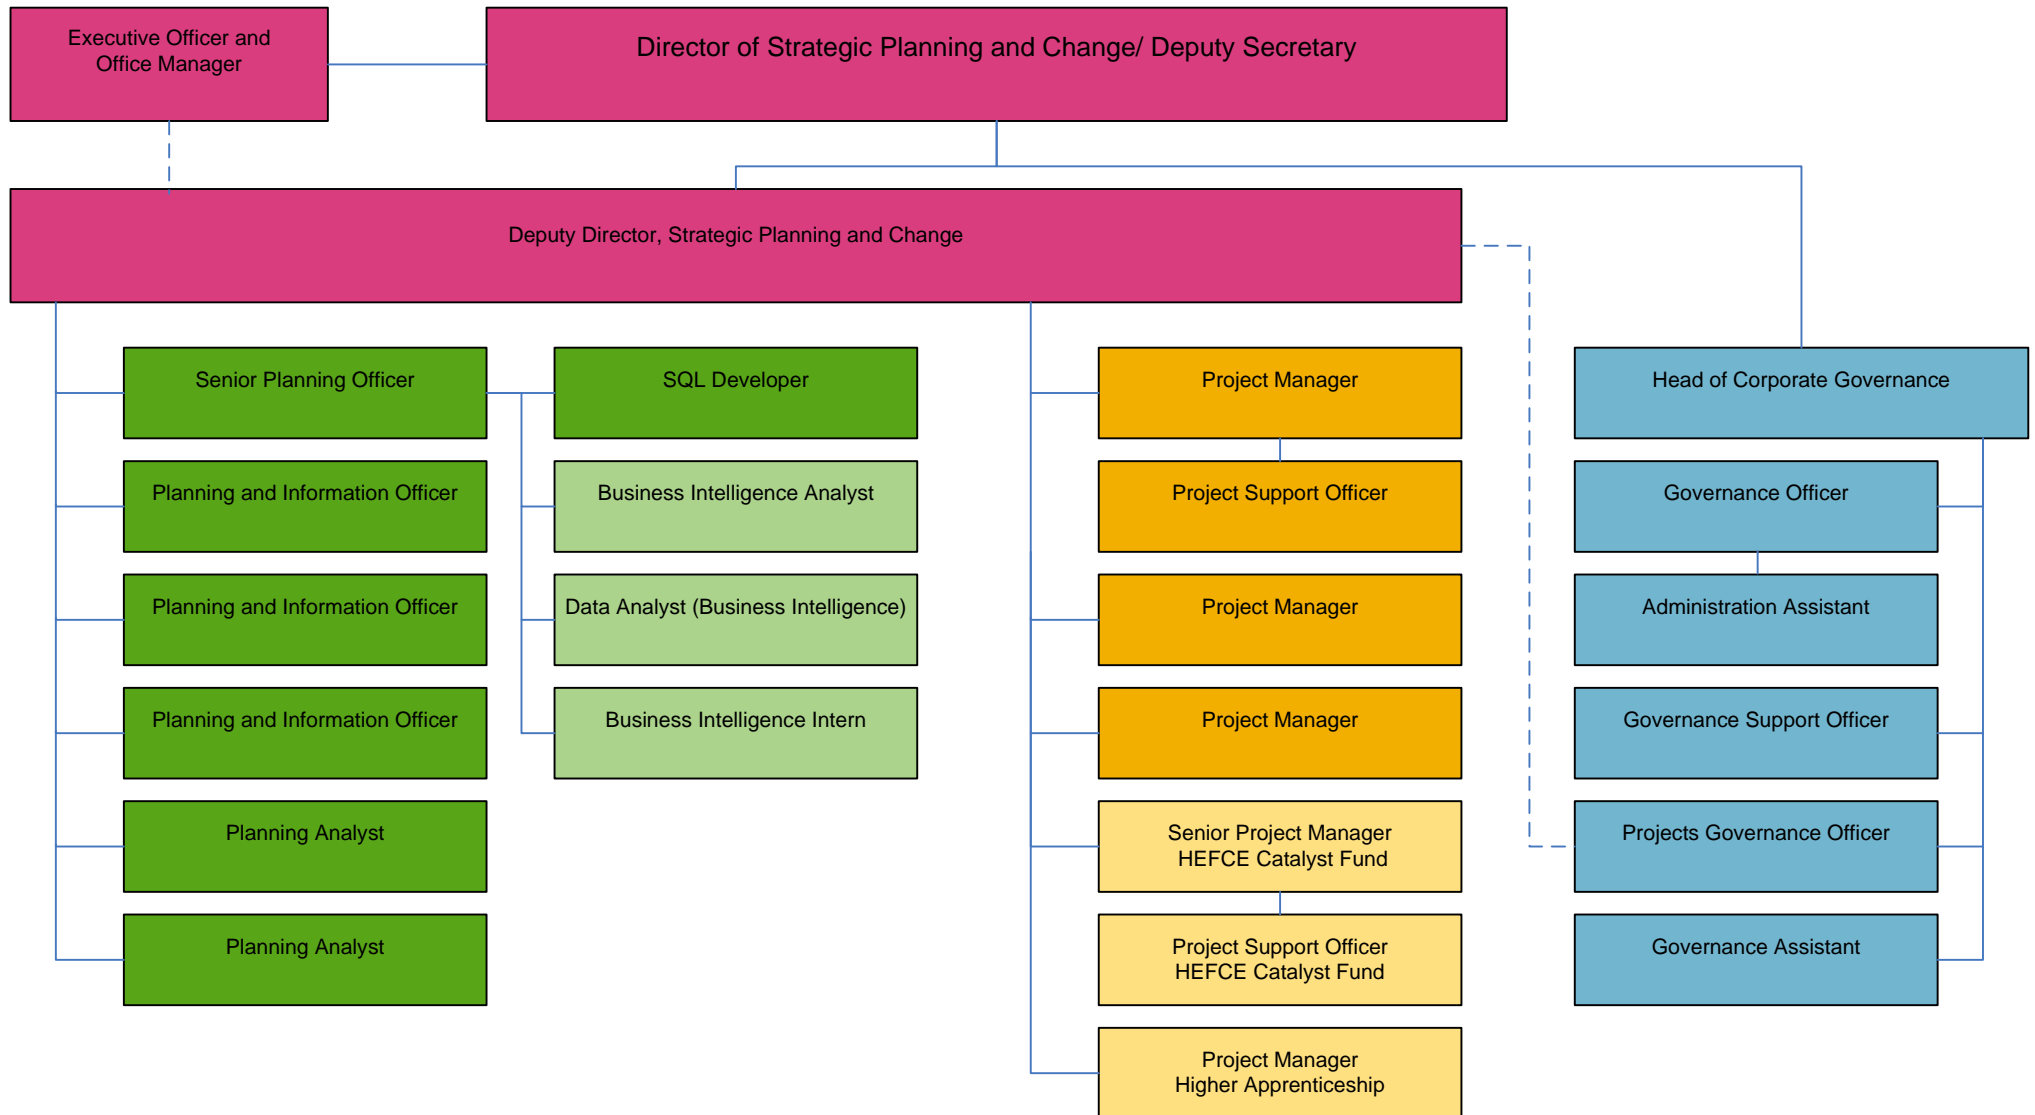 Executive Officer and
Office Manager
Director of Strategic Planning and Change/ Deputy Secretary
Deputy Director, Strategic Planning and Change
Senior Planning Officer
SQL Developer
Project Manager
Head of Corporate Governance
Planning and Information Officer
Business Intelligence Analyst
Project Support Officer
Governance Officer
Planning and Information Officer
Data Analyst (Business Intelligence)
Project Manager
Administration Assistant
Planning and Information Officer
Business Intelligence Intern
Project Manager
Governance Support Officer
Planning Analyst
Senior Project Manager
HEFCE Catalyst Fund
Projects Governance Officer
Planning Analyst
Project Support Officer
HEFCE Catalyst Fund
Governance Assistant
Project Manager
Higher Apprenticeship